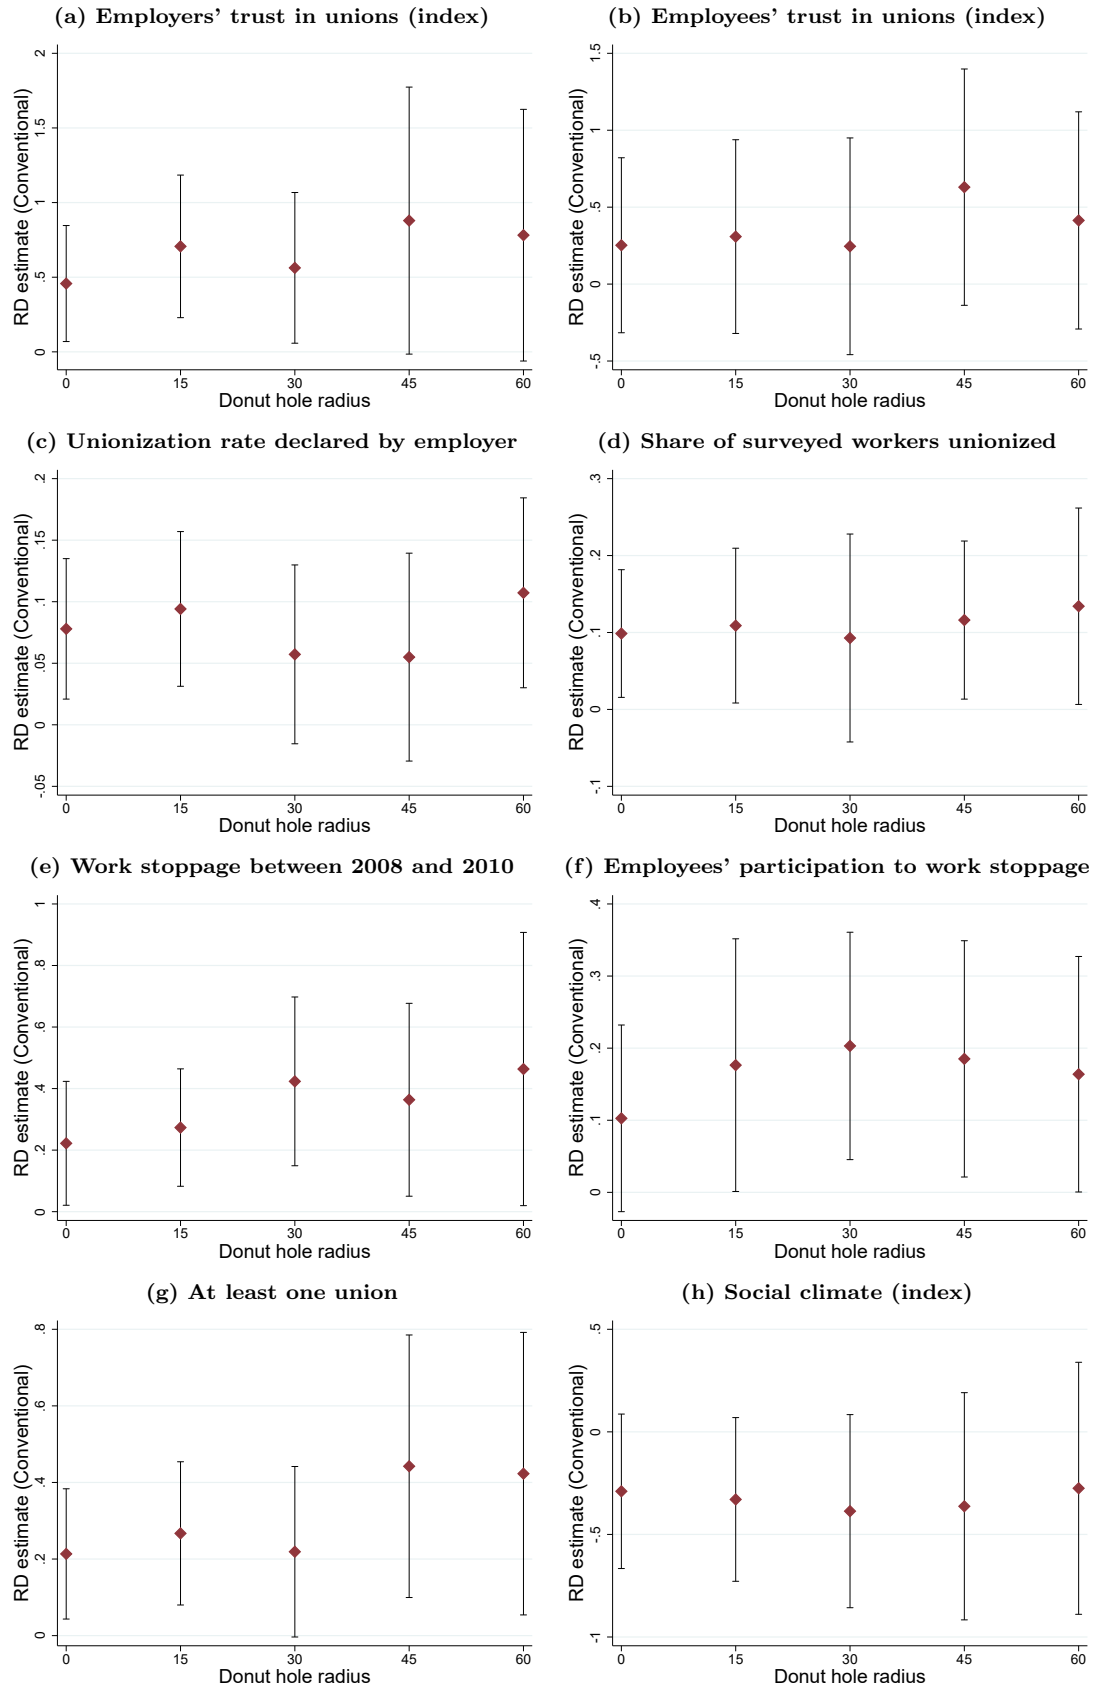 (a) Employers' trust in unions (index)
RD estimate (Conventional)
2
1.5
1
.5
0
0 15 30 45 60
Donut hole radius
(b) Employees' trust in unions (index)
RD estimate (Conventional)
1.5
1
.5
0
-.5
0 15 30 45 60
Donut hole radius
(c) Unionization rate declared by employer
RD estimate (Conventional)
.2
.15
.1
.05
0
-.05
0 15 30 45 60
Donut hole radius
(d) Share of surveyed workers unionized
RD estimate (Conventional)
.3
.2
.1
0
-.1
0 15 30 45 60
Donut hole radius
(e) Work stoppage between 2008 and 2010
RD estimate (Conventional)
1
.8
.6
.4
.2
0
0 15 30 45 60
Donut hole radius
(f) Employees' participation to work stoppage
RD estimate (Conventional)
.4
.3
.2
.1
0
0 15 30 45 60
Donut hole radius
(g) At least one union
RD estimate (Conventional)
.8
.6
.4
.2
0
0 15 30 45 60
Donut hole radius
(h) Social climate (index)
RD estimate (Conventional)
.5
0
-.5
-1
0 15 30 45 60
Donut hole radius